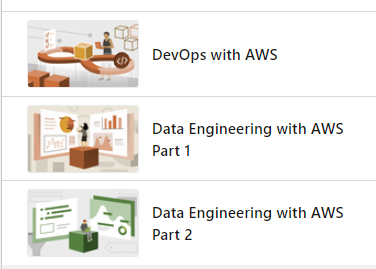 DevOps with AWS
Data Engineering with AWS
Part 1
Data Engineering with AWS
Part 2